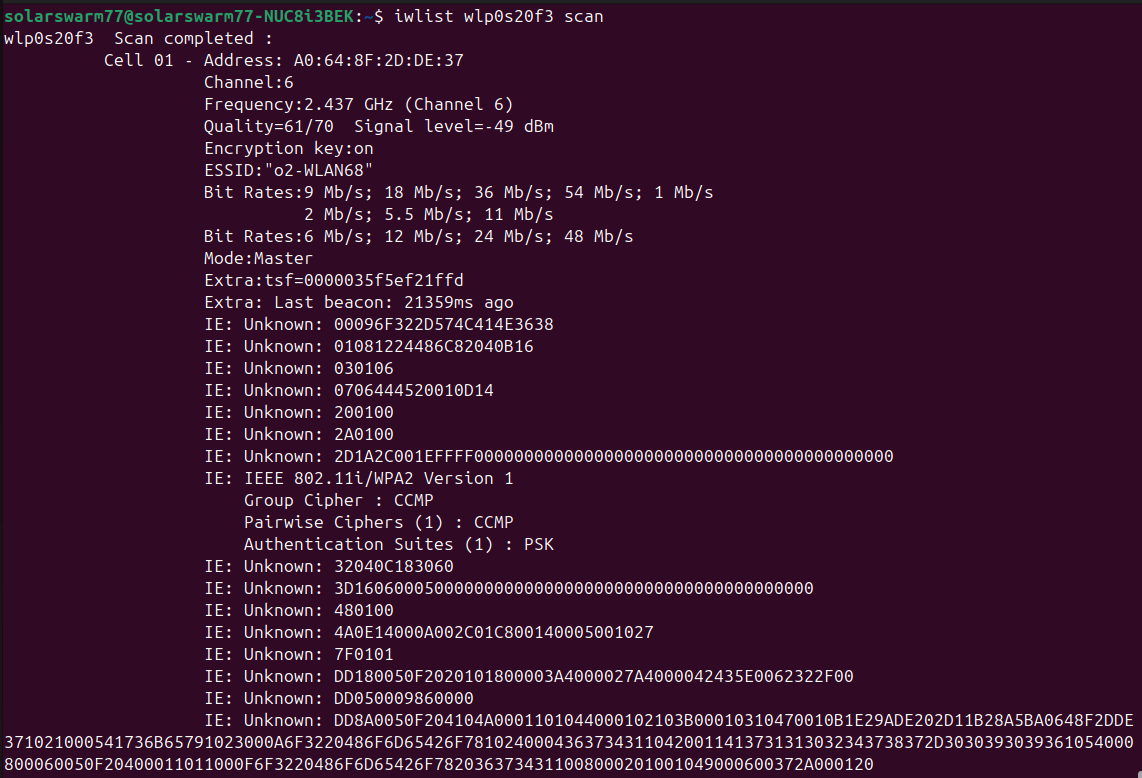 solarswarm77@solarswarm77-NUC8i3BEK:~$ iwlist wlp0s20f3 scan
wlp0s20f3  Scan completed :
          Cell 01 - Address: A0:64:8F:2D:DE:37
                    Channel:6
                    Frequency:2.437 GHz (Channel 6)
                    Quality=61/70  Signal level=-49 dBm
                    Encryption key:on
                    ESSID:"o2-WLAN68"
                    Bit Rates:9 Mb/s; 18 Mb/s; 36 Mb/s; 54 Mb/s; 1 Mb/s
                              2 Mb/s; 5.5 Mb/s; 11 Mb/s
                    Bit Rates:6 Mb/s; 12 Mb/s; 24 Mb/s; 48 Mb/s
                    Mode:Master
                    Extra:tsf=0000035f5ef21ffd
                    Extra: Last beacon: 21359ms ago
                    IE: Unknown: 00096F322D574C414E3638
                    IE: Unknown: 01081224486C82040B16
                    IE: Unknown: 030106
                    IE: Unknown: 0706444520010D14
                    IE: Unknown: 200100
                    IE: Unknown: 2A0100
                    IE: Unknown: 2D1A2C001EFFFF000000000000000000000000000000000000000000
                    IE: IEEE 802.11i/WPA2 Version 1
                        Group Cipher : CCMP
                        Pairwise Ciphers (1) : CCMP
                        Authentication Suites (1) : PSK
                    IE: Unknown: 32040C183060
                    IE: Unknown: 3D16060005000000000000000000000000000000000000000
                    IE: Unknown: 480100
                    IE: Unknown: 4A0E14000A002C01C800140005001027
                    IE: Unknown: 7F0101
                    IE: Unknown: DD180050F2020101800003A4000027A4000042435E0062322F00
                    IE: Unknown: DD050009860000
                    IE: Unknown: DD8A0050F204104A0001101044000102103B00010310470010B1E29ADE202D11B28A5BA0648F2DDE
371021000541736B65791023000A6F3220486F6D65426F78102400043637343110420011413731313032343738372D3030393039361054000
800060050F20400011011000F6F3220486F6D65426F78203637343110080002010010490006 00372A000120